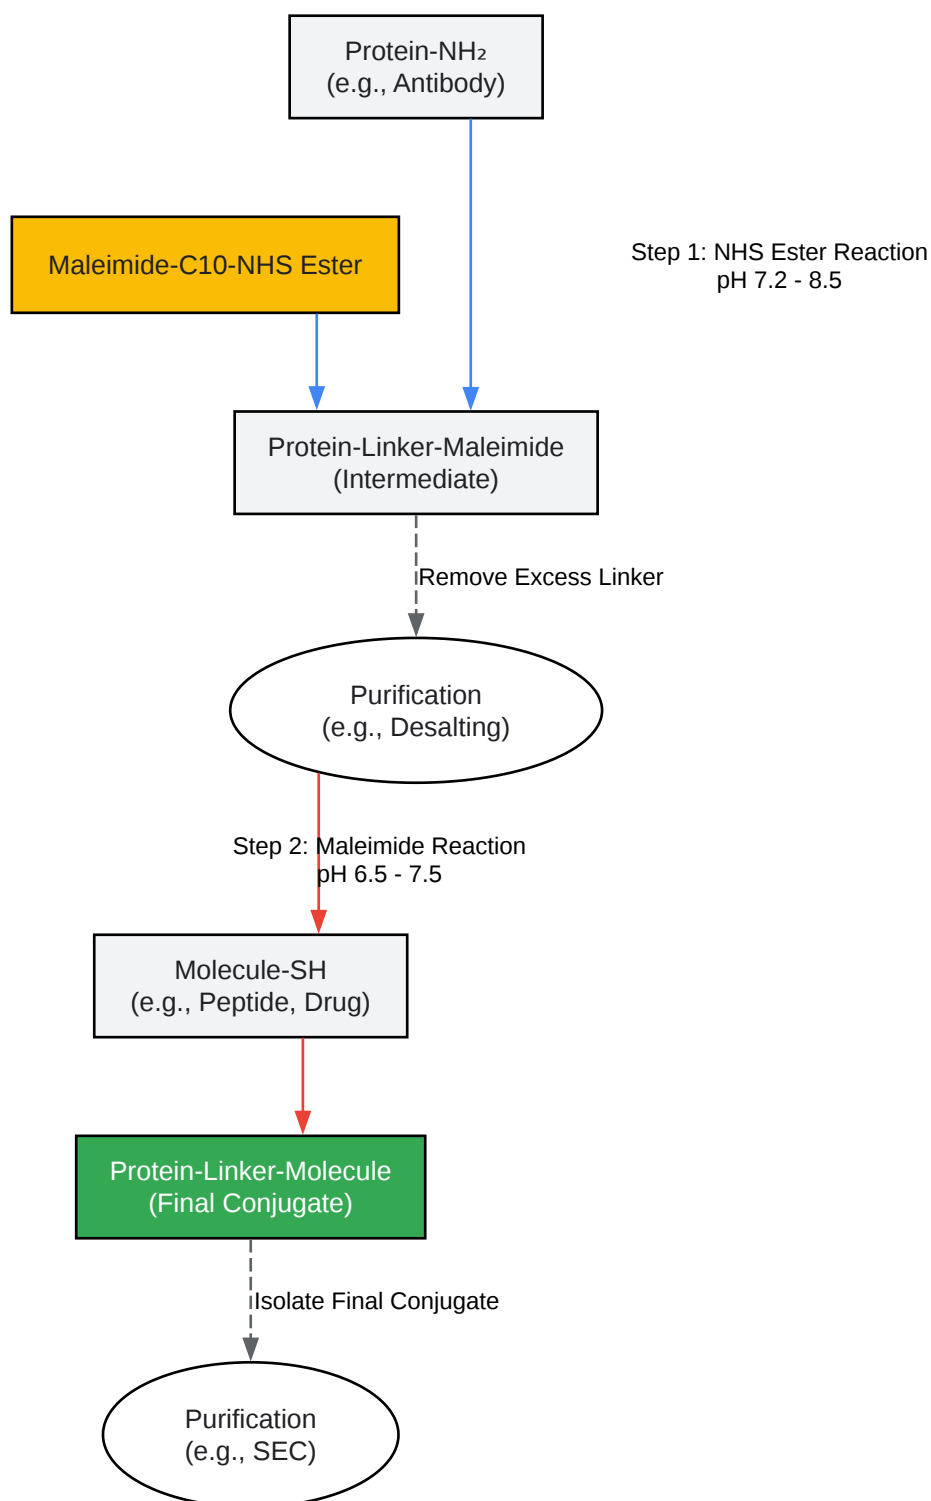 Protein-NH₂
(e.g., Antibody)
Maleimide-C10-NHS Ester
Step 1: NHS Ester Reaction
pH 7.2 - 8.5
Protein-Linker-Maleimide
(Intermediate)
Remove Excess Linker
Purification
(e.g., Desalting)
Step 2: Maleimide Reaction
pH 6.5 - 7.5
Molecule-SH
(e.g., Peptide, Drug)
Protein-Linker-Molecule
(Final Conjugate)
Isolate Final Conjugate
Purification
(e.g., SEC)